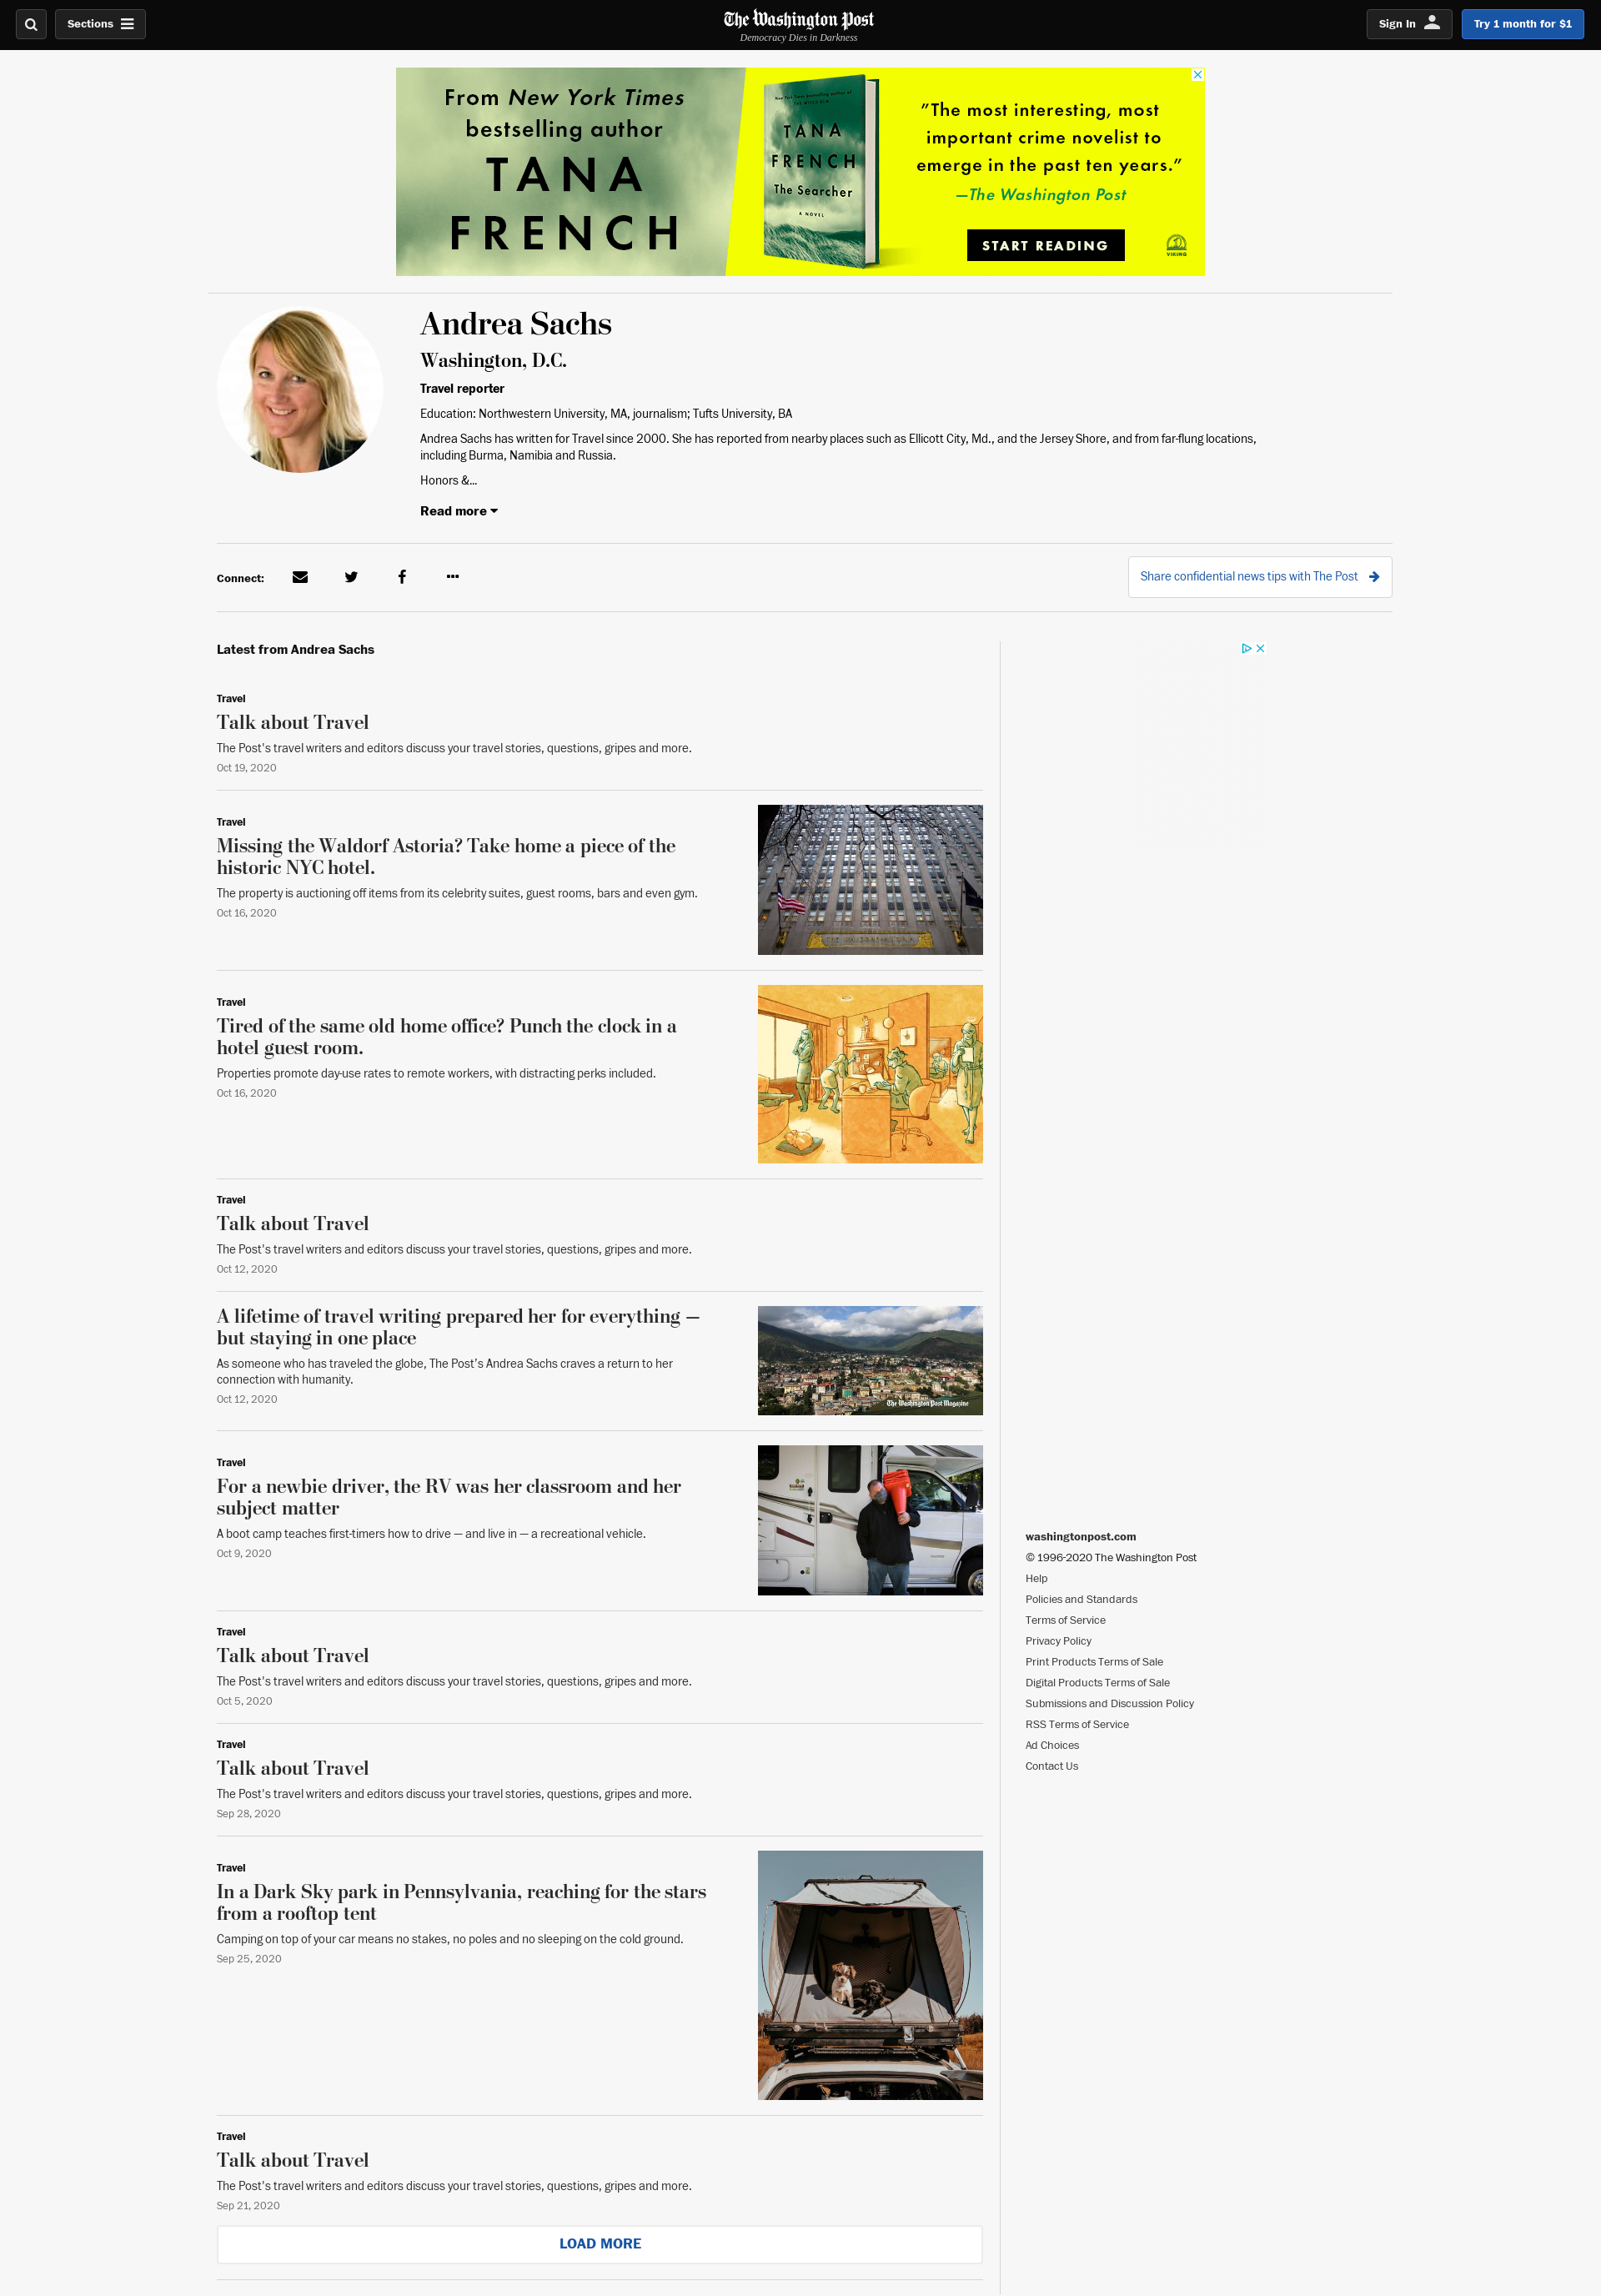 Sections
The Washington Post
Democracy Dies in Darkness
Sign In
Try 1 month for $1
From New York Times
bestselling author
TANA
FRENCH
TANA
FRENCH
The Searcher
A NOVEL
"The most interesting, most
important crime novelist to
emerge in the past ten years."
—The Washington Post
START READING
VIKING
Andrea Sachs
Washington, D.C.
Travel reporter
Education: Northwestern University, MA, journalism; Tufts University, BA
Andrea Sachs has written for Travel since 2000. She has reported from nearby places such as Ellicott City, Md., and the Jersey Shore, and from far-flung locations,
including Burma, Namibia and Russia.
Honors &...
Read more
Connect:
Share confidential news tips with The Post
Latest from Andrea Sachs
Travel
Talk about Travel
The Post's travel writers and editors discuss your travel stories, questions, gripes and more.
Oct 19, 2020
Travel
Missing the Waldorf Astoria? Take home a piece of the
historic NYC hotel.
The property is auctioning off items from its celebrity suites, guest rooms, bars and even gym.
Oct 16, 2020
Travel
Tired of the same old home office? Punch the clock in a
hotel guest room.
Properties promote day-use rates to remote workers, with distracting perks included.
Oct 16, 2020
Travel
Talk about Travel
The Post's travel writers and editors discuss your travel stories, questions, gripes and more.
Oct 12, 2020
A lifetime of travel writing prepared her for everything —
but staying in one place
As someone who has traveled the globe, The Post's Andrea Sachs craves a return to her
connection with humanity.
Oct 12, 2020
The Washington Post Magazine
Travel
For a newbie driver, the RV was her classroom and her
subject matter
A boot camp teaches first-timers how to drive — and live in — a recreational vehicle.
Oct 9, 2020
Travel
Talk about Travel
The Post's travel writers and editors discuss your travel stories, questions, gripes and more.
Oct 5, 2020
Travel
Talk about Travel
The Post's travel writers and editors discuss your travel stories, questions, gripes and more.
Sep 28, 2020
Travel
In a Dark Sky park in Pennsylvania, reaching for the stars
from a rooftop tent
Camping on top of your car means no stakes, no poles and no sleeping on the cold ground.
Sep 25, 2020
Travel
Talk about Travel
The Post's travel writers and editors discuss your travel stories, questions, gripes and more.
Sep 21, 2020
LOAD MORE
washingtonpost.com
© 1996-2020 The Washington Post
Help
Policies and Standards
Terms of Service
Privacy Policy
Print Products Terms of Sale
Digital Products Terms of Sale
Submissions and Discussion Policy
RSS Terms of Service
Ad Choices
Contact Us